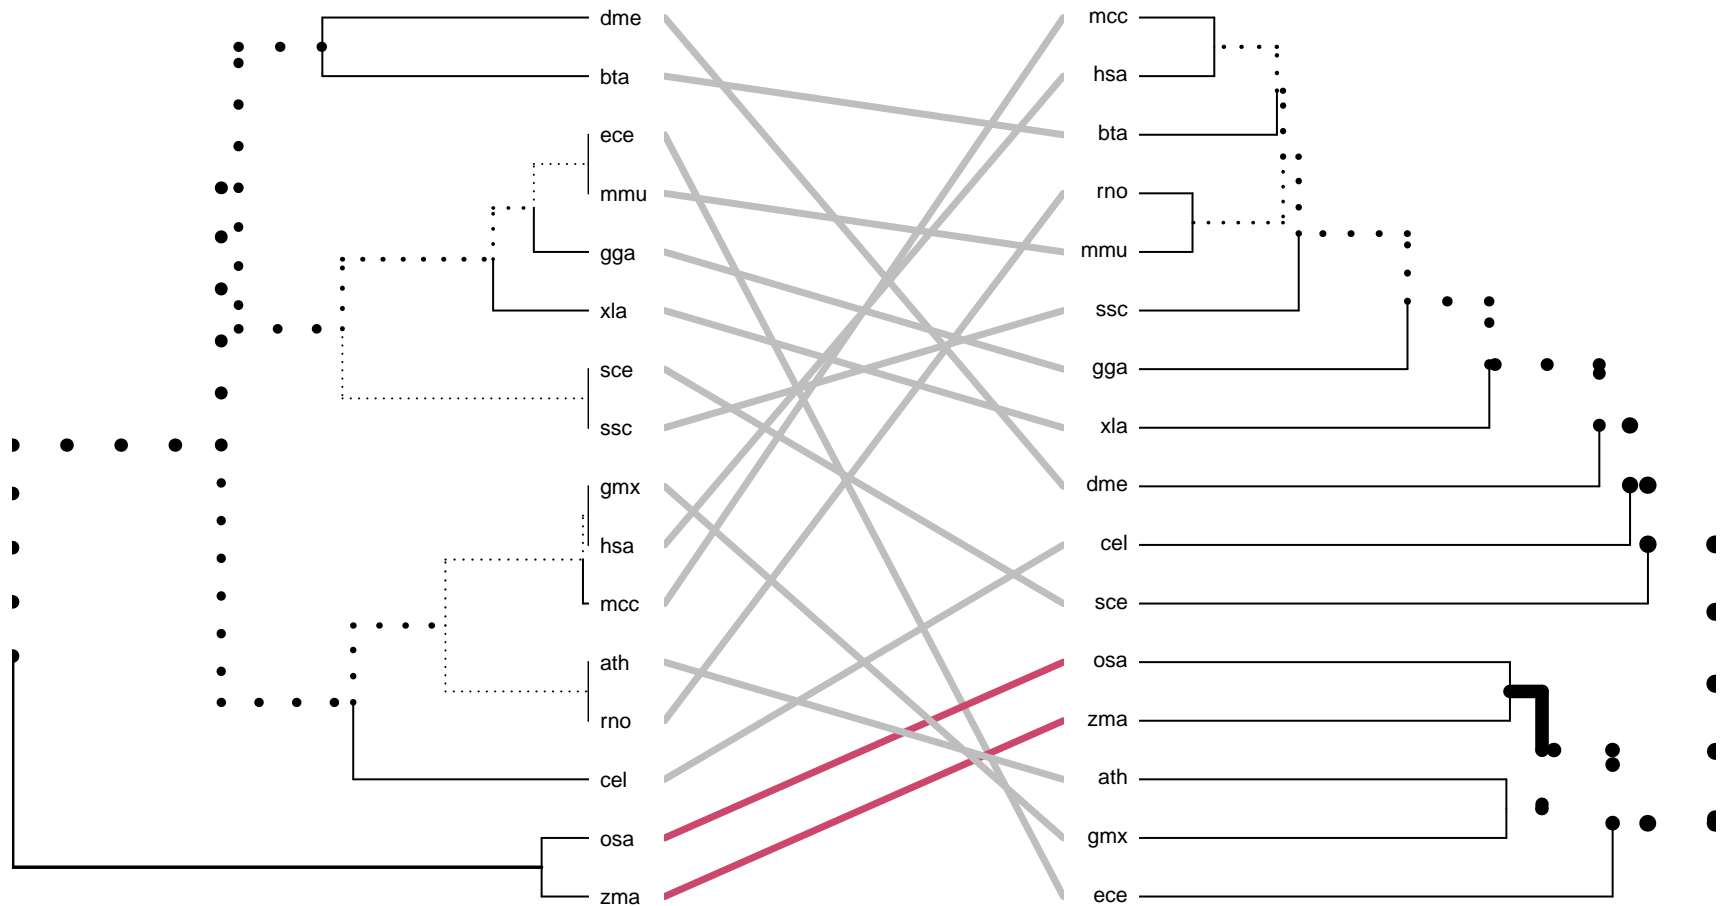 dme
bta
ece
mmu
gga
xla
sce
ssc
gmx
hsa
mcc
ath
rno
cel
osa
zma
mcc
hsa
bta
rno
mmu
ssc
gga
xla
dme
cel
sce
osa
zma
ath
gmx
ece